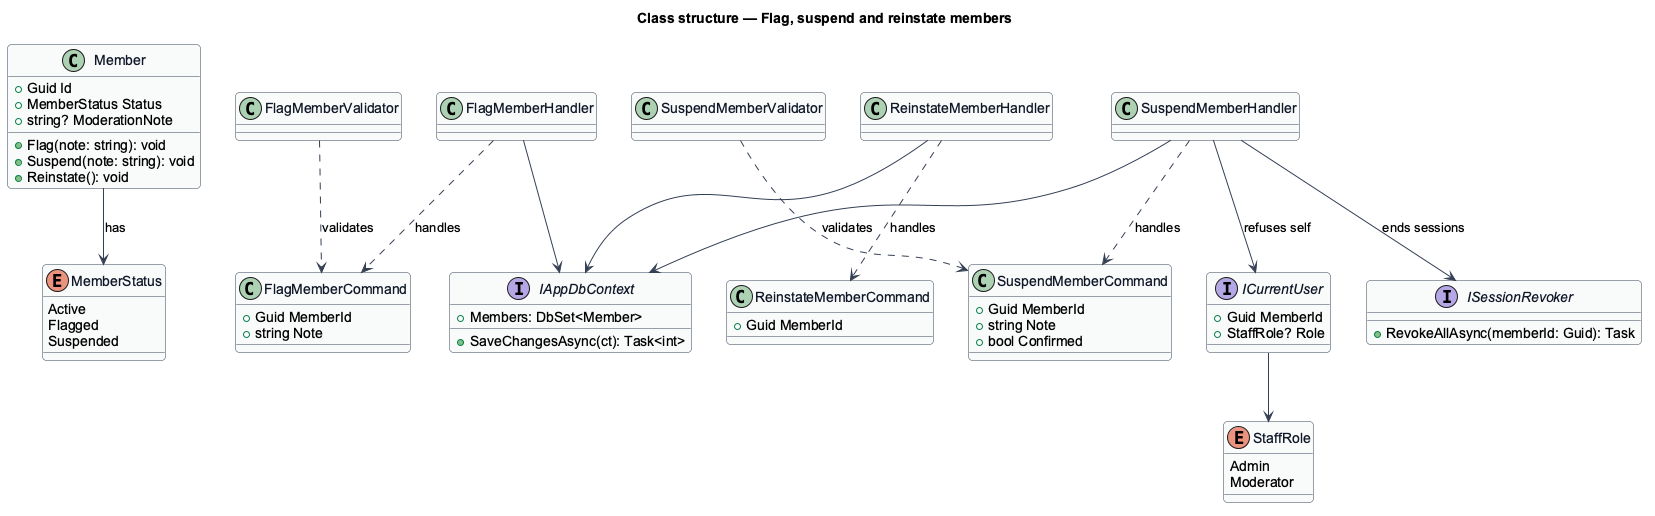 Class structure — Flag, suspend and reinstate members
C Member
Guid Id
MemberStatus Status
string? ModerationNote
Flag(note: string): void
Suspend(note: string): void
Reinstate(): void
C FlagMemberValidator
C FlagMemberHandler
C SuspendMemberValidator
C ReinstateMemberHandler
C SuspendMemberHandler
has
validates
handles
validates
handles
handles
refuses self
ends sessions
E MemberStatus
Active
Flagged
Suspended
C FlagMemberCommand
Guid MemberId
string Note
I IAppDbContext
Members: DbSet<Member>
SaveChangesAsync(ct): Task<int>
C ReinstateMemberCommand
Guid MemberId
C SuspendMemberCommand
Guid MemberId
string Note
bool Confirmed
I ICurrentUser
Guid MemberId
StaffRole? Role
I ISessionRevoker
RevokeAllAsync(memberId: Guid): Task
E StaffRole
Admin
Moderator